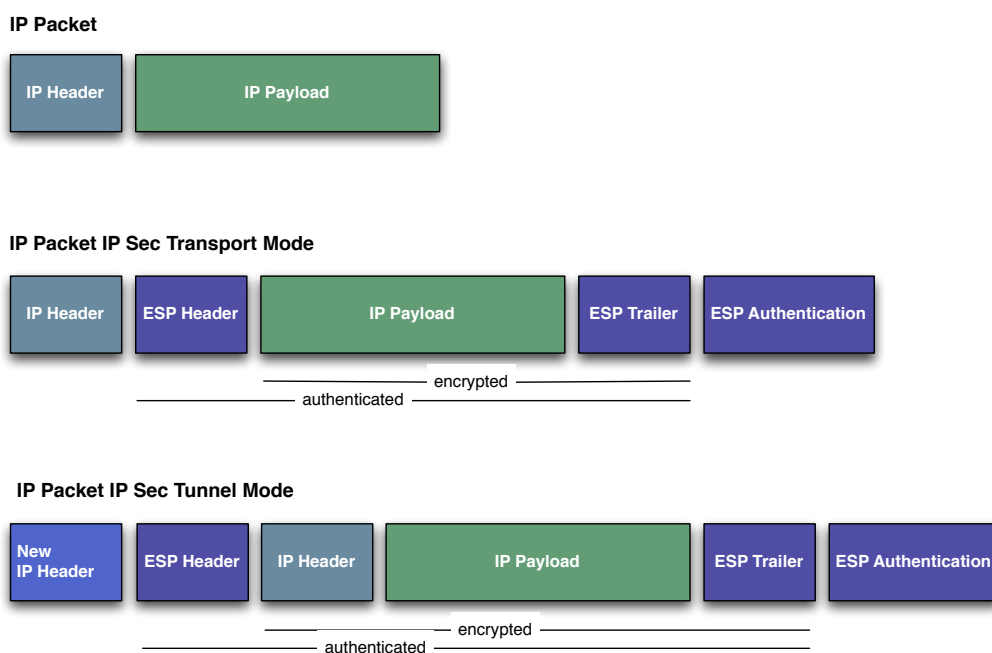 IP Packet
IP Header
IP Payload
IP Packet IP Sec Transport Mode
IP Header
ESP Header
IP Payload
ESP Trailer
ESP Authentication
encrypted
authenticated
IP Packet IP Sec Tunnel Mode
New
IP Header
ESP Header
IP Header
IP Payload
ESP Trailer
ESP Authentication
encrypted
authenticated